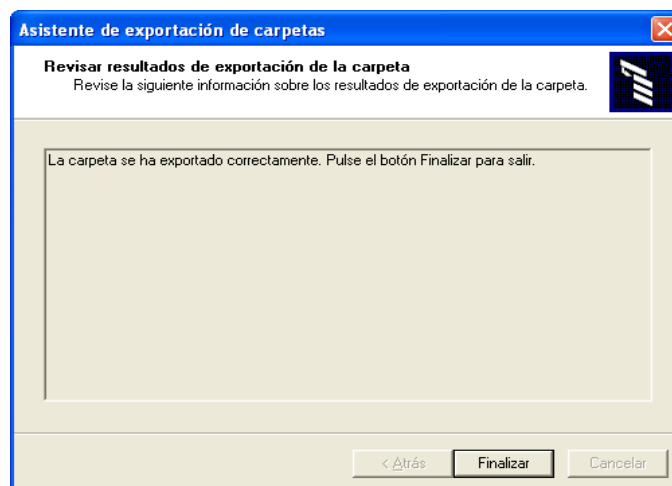 Asistente de exportación de carpetas
Revisar resultados de exportación de la carpeta
Revise la siguiente información sobre los resultados de exportación de la carpeta.
La carpeta se ha exportado correctamente. Pulse el botón Finalizar para salir.
< Atrás
Finalizar
Cancelar